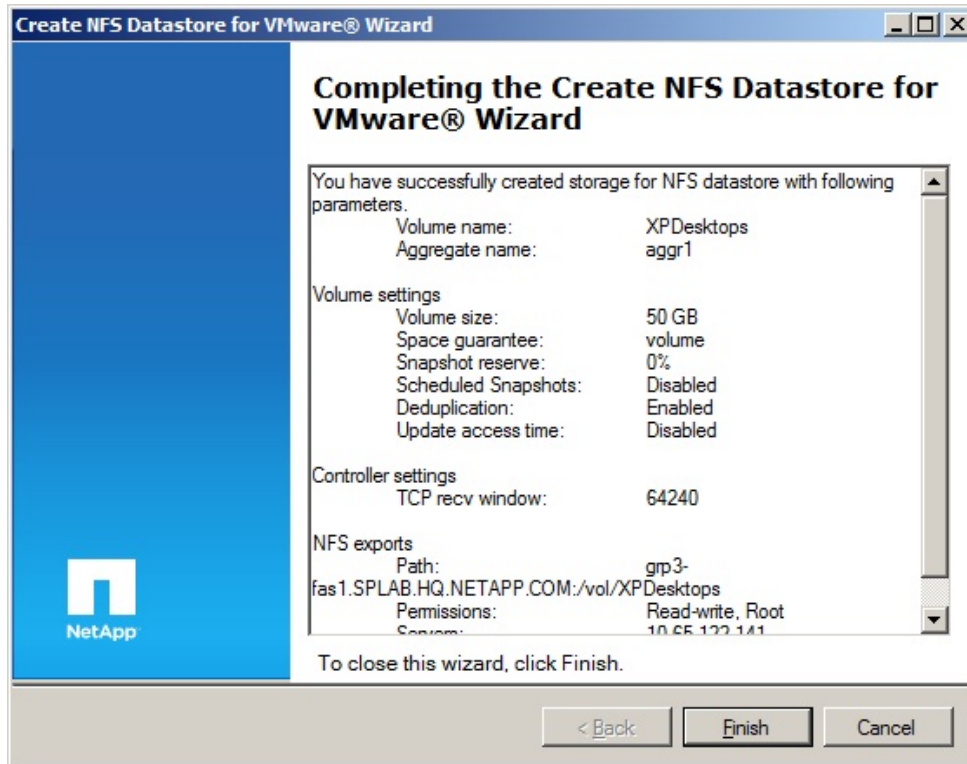 Create NFS Datastore for VMware® Wizard
Completing the Create NFS Datastore for
VMware® Wizard
You have successfully created storage for NFS datastore with following
parameters.
Volume name: XPDesktops
Aggregate name: aggr1
Volume settings
Volume size: 50 GB
Space guarantee: volume
Snapshot reserve: 0%
Scheduled Snapshots: Disabled
Deduplication: Enabled
Update access time: Disabled
Controller settings
TCP recv window: 64240
NFS exports
Path: grp3-
fas1.SPLAB.HQ.NETAPP.COM:/vol/XPDesktops
Permissions: Read-write, Root
10.65.122.141
NetApp
To close this wizard, click Finish.
< Back Finish Cancel